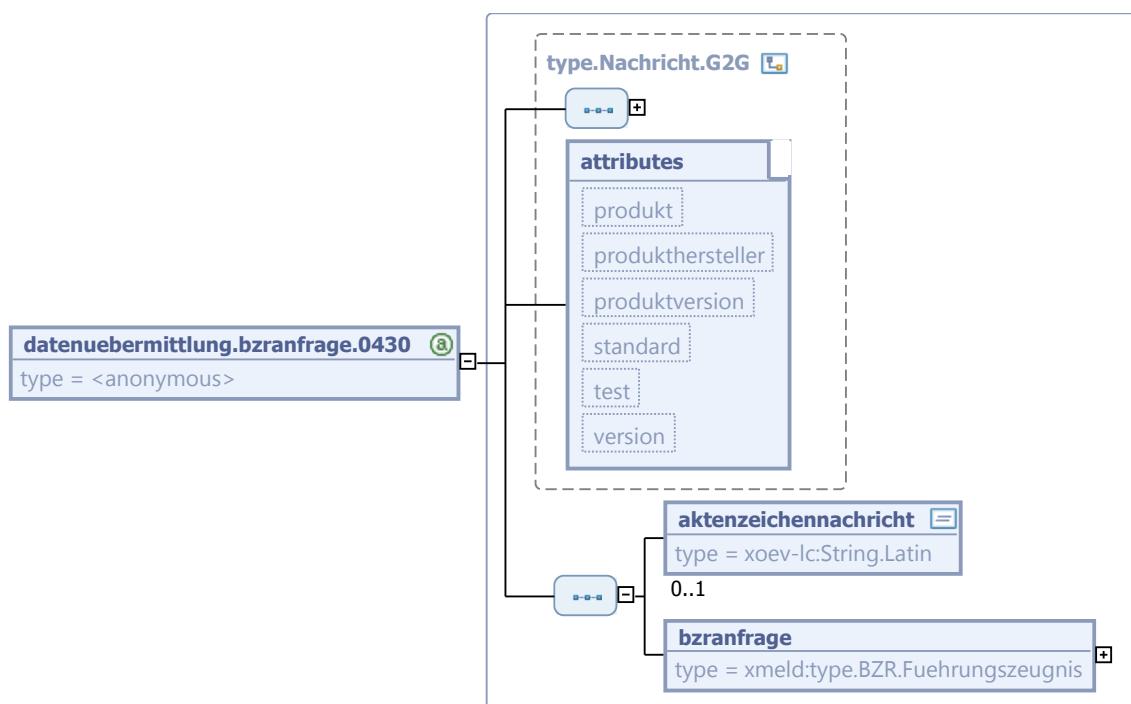 type.Nachricht.G2G
attributes
produkt
produkthersteller
produktversion
standard
test
version
datenuebermittlung.bzranfrage.0430 a
type = <anonymous>
aktenzeichennachricht
type = xoev-lc:String.Latin
0..1
bzranfrage
type = xmeld:type.BZR.Fuehrungszeugnis